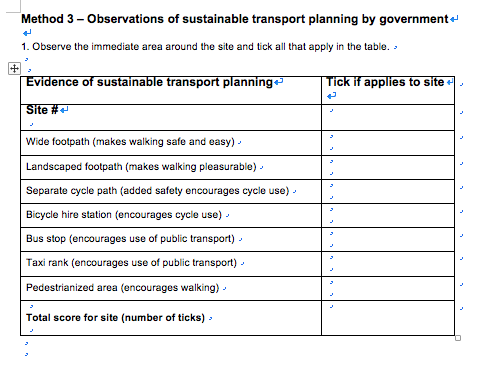 Method 3 – Observations of sustainable transport planning by government
1. Observe the immediate area around the site and tick all that apply in the table.
Evidence of sustainable transport planning
Tick if applies to site
Site #
Wide footpath (makes walking safe and easy)
Landscaped footpath (makes walking pleasurable)
Separate cycle path (added safety encourages cycle use)
Bicycle hire station (encourages cycle use)
Bus stop (encourages use of public transport)
Taxi rank (encourages use of public transport)
Pedestrianized area (encourages walking)
Total score for site (number of ticks)